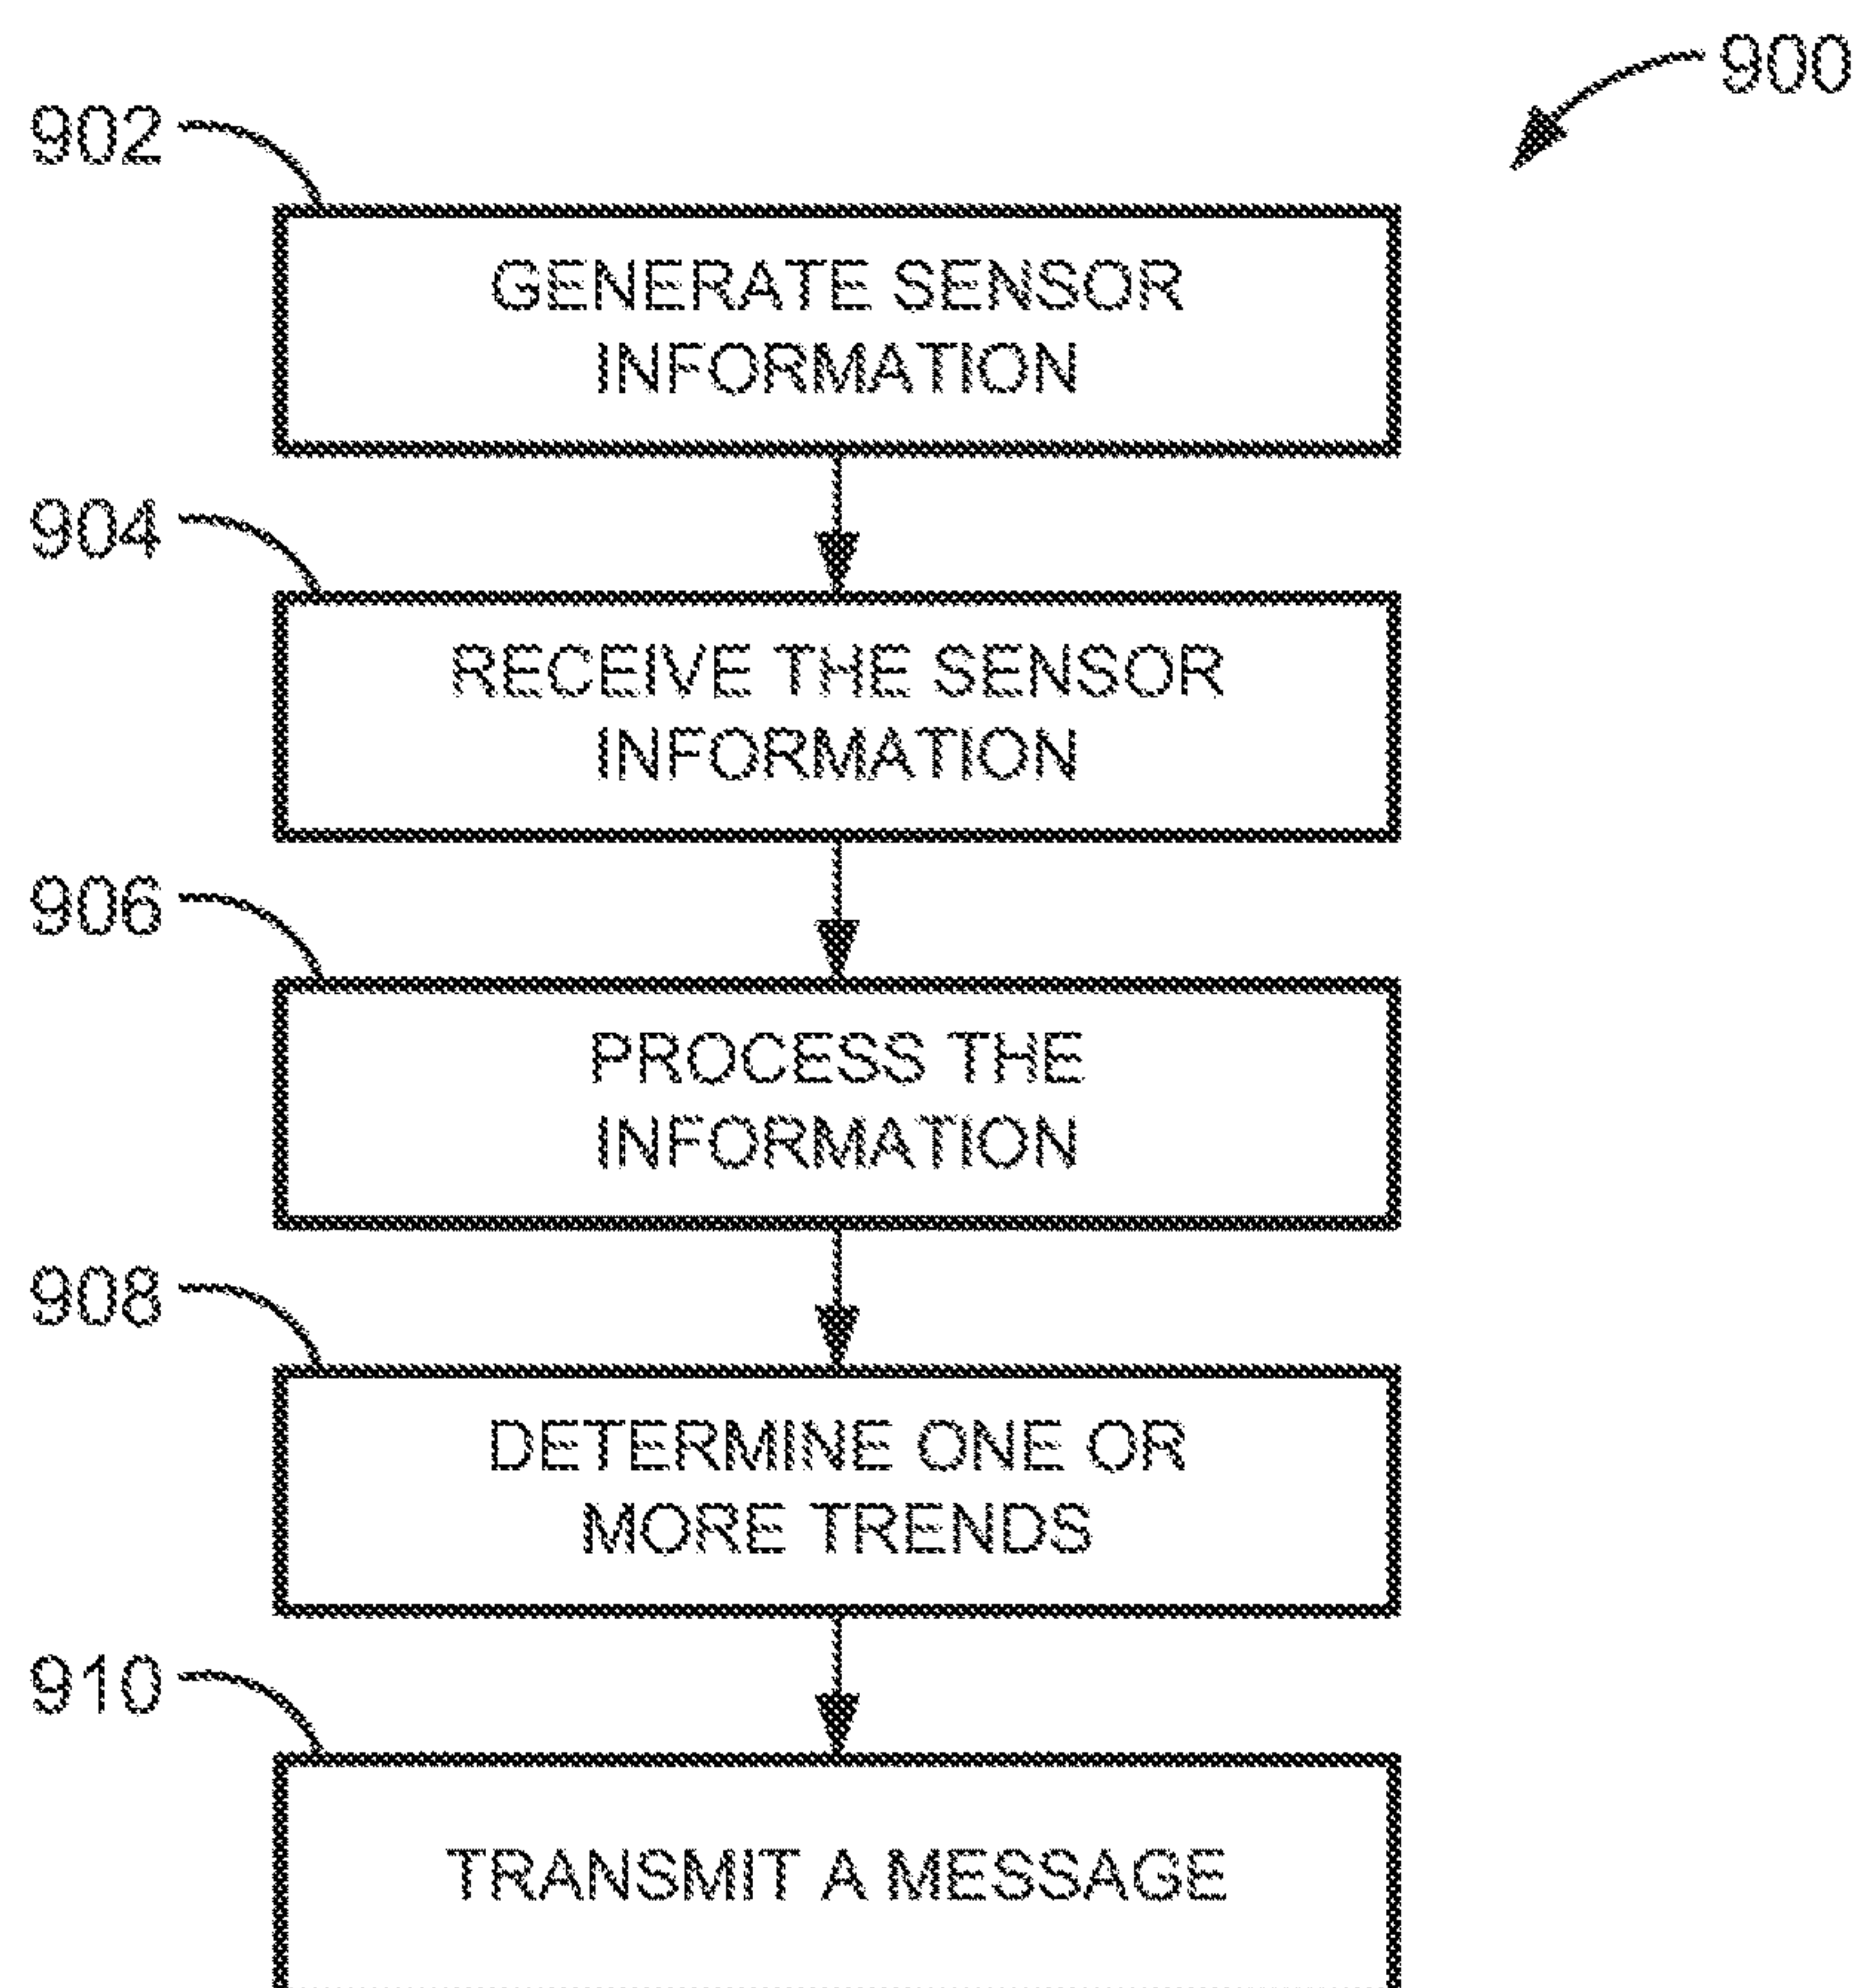 900
902
GENERATE SENSOR
INFORMATION
904
RECEIVE THE SENSOR
INFORMATION
906
PROCESS THE
INFORMATION
908
DETERMINE ONE OR
MORE TRENDS
910
TRANSMIT A MESSAGE